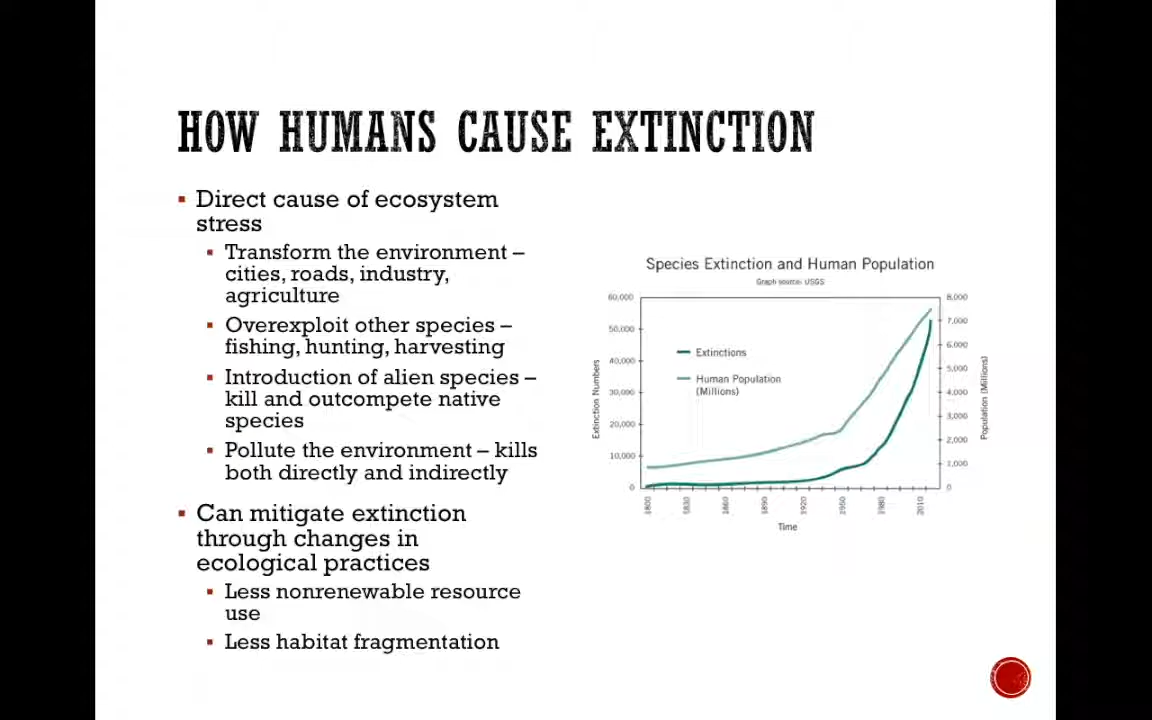 HOW HUMANS CAUSE EXTINCTION
▪ Direct cause of ecosystem
stress
▪ Transform the environment –
cities, roads, industry,
agriculture
▪ Overexploit other species –
fishing, hunting, harvesting
▪ Introduction of alien species –
kill and outcompete native
species
▪ Pollute the environment – kills
both directly and indirectly
▪ Can mitigate extinction
through changes in
ecological practices
▪ Less nonrenewable resource
use
▪ Less habitat fragmentation
Species Extinction and Human Population
Graph source: USGS
60,000
50,000
40,000
30,000
20,000
10,000
0
Extinction Numbers
Extinctions
Human Population
(Millions)
8,000
7,000
6,000
5,000
4,000
3,000
2,000
1,000
0
Population (Millions)
1800 1830 1860 1890 1920 1950 1980 2010
Time